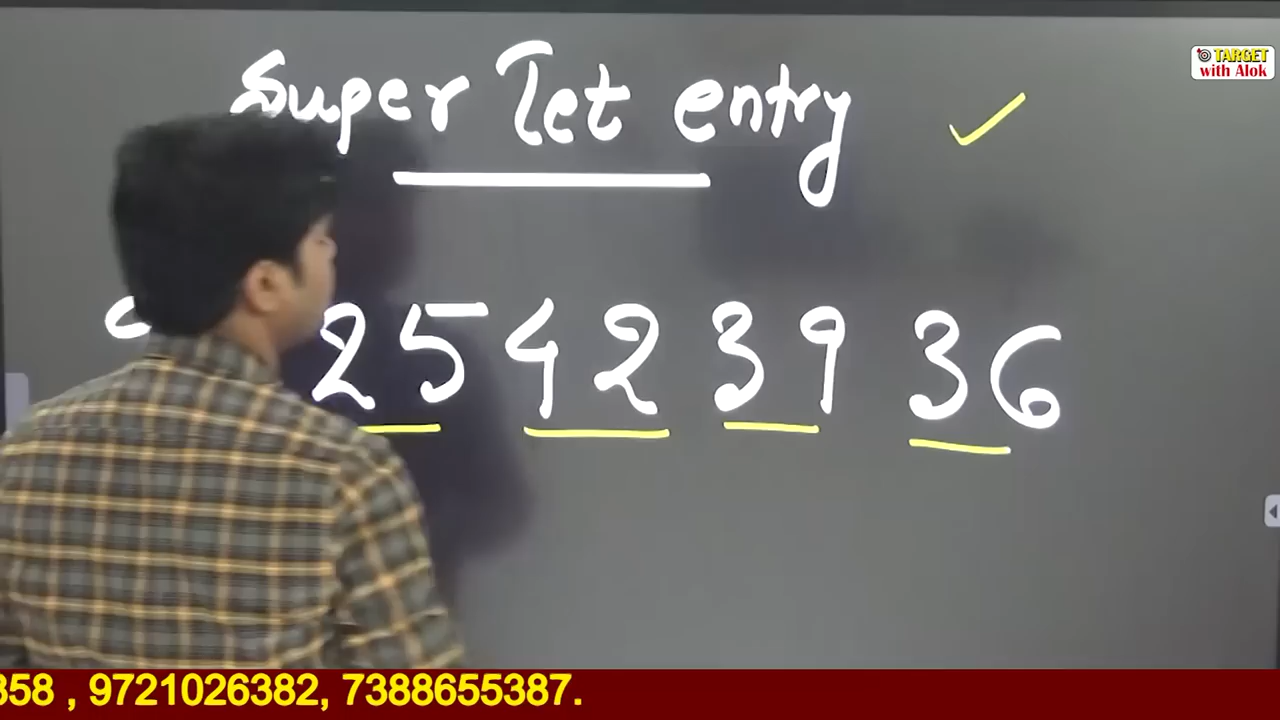 Super Tet entry
25 42 39 36
TARGET
with Alok
358 , 9721026382, 7388655387.